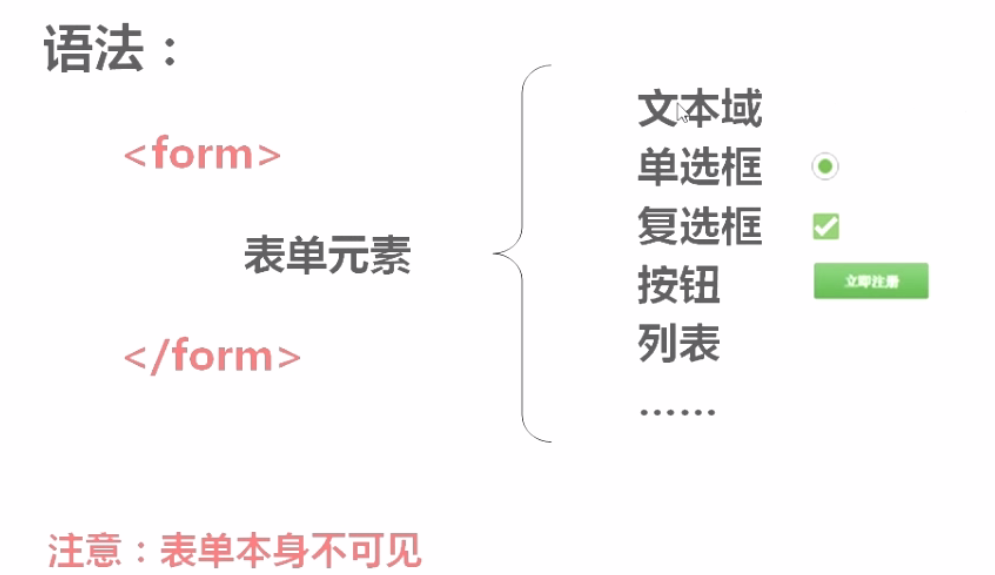 语法：
<form>
表单元素
</form>
文本域
单选框
复选框
按钮
立即注册
列表
……
注意：表单本身不可见